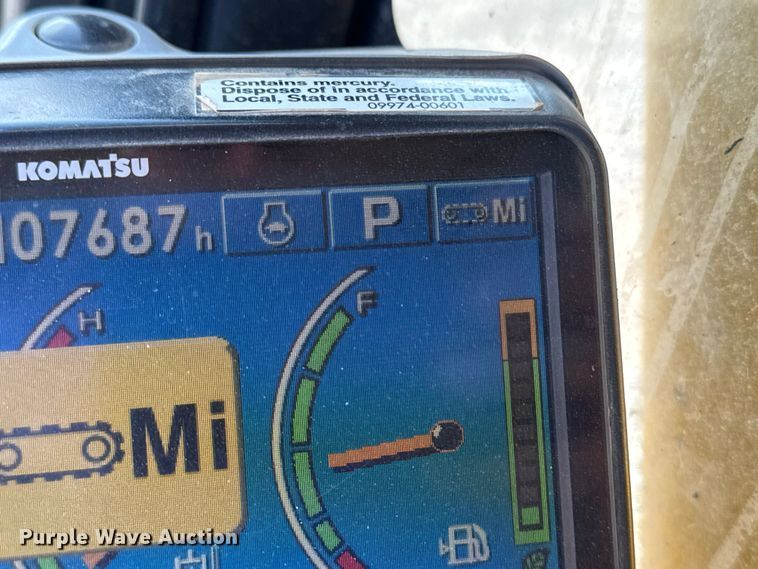 Contains mercury.
Dispose of in accordance with
Local, State and Federal Laws.
09974-00601
KOMATSU
07687h
P
Mi
H
F
Mi
Purple Wave Auction